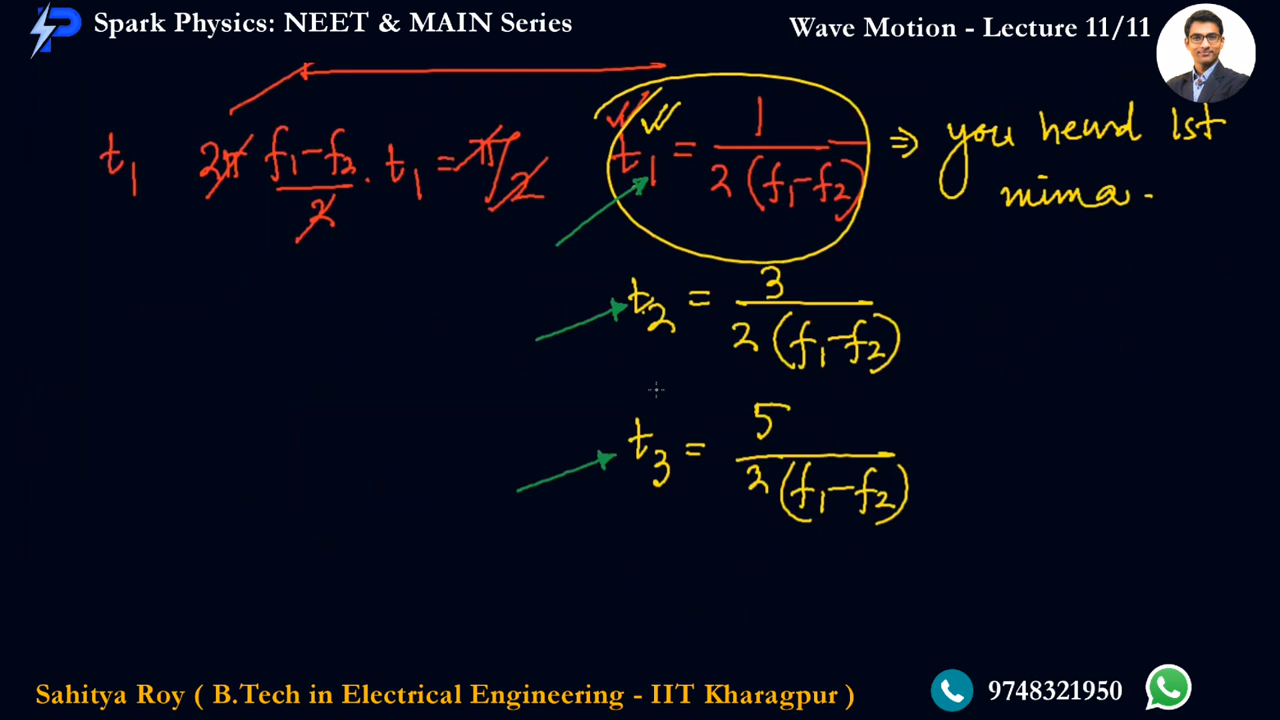 Spark Physics: NEET & MAIN Series
Wave Motion - Lecture 11/11
t₁ 2π (f₁-f₂)/2 . t₁ = π/2
t₁ = 1/2(f₁-f₂) ⇒ you heard 1st
mima.
t₂ = 3/2(f₁-f₂)
t₃ = 5/2(f₁-f₂)
Sahitya Roy ( B.Tech in Electrical Engineering - IIT Kharagpur )
9748321950